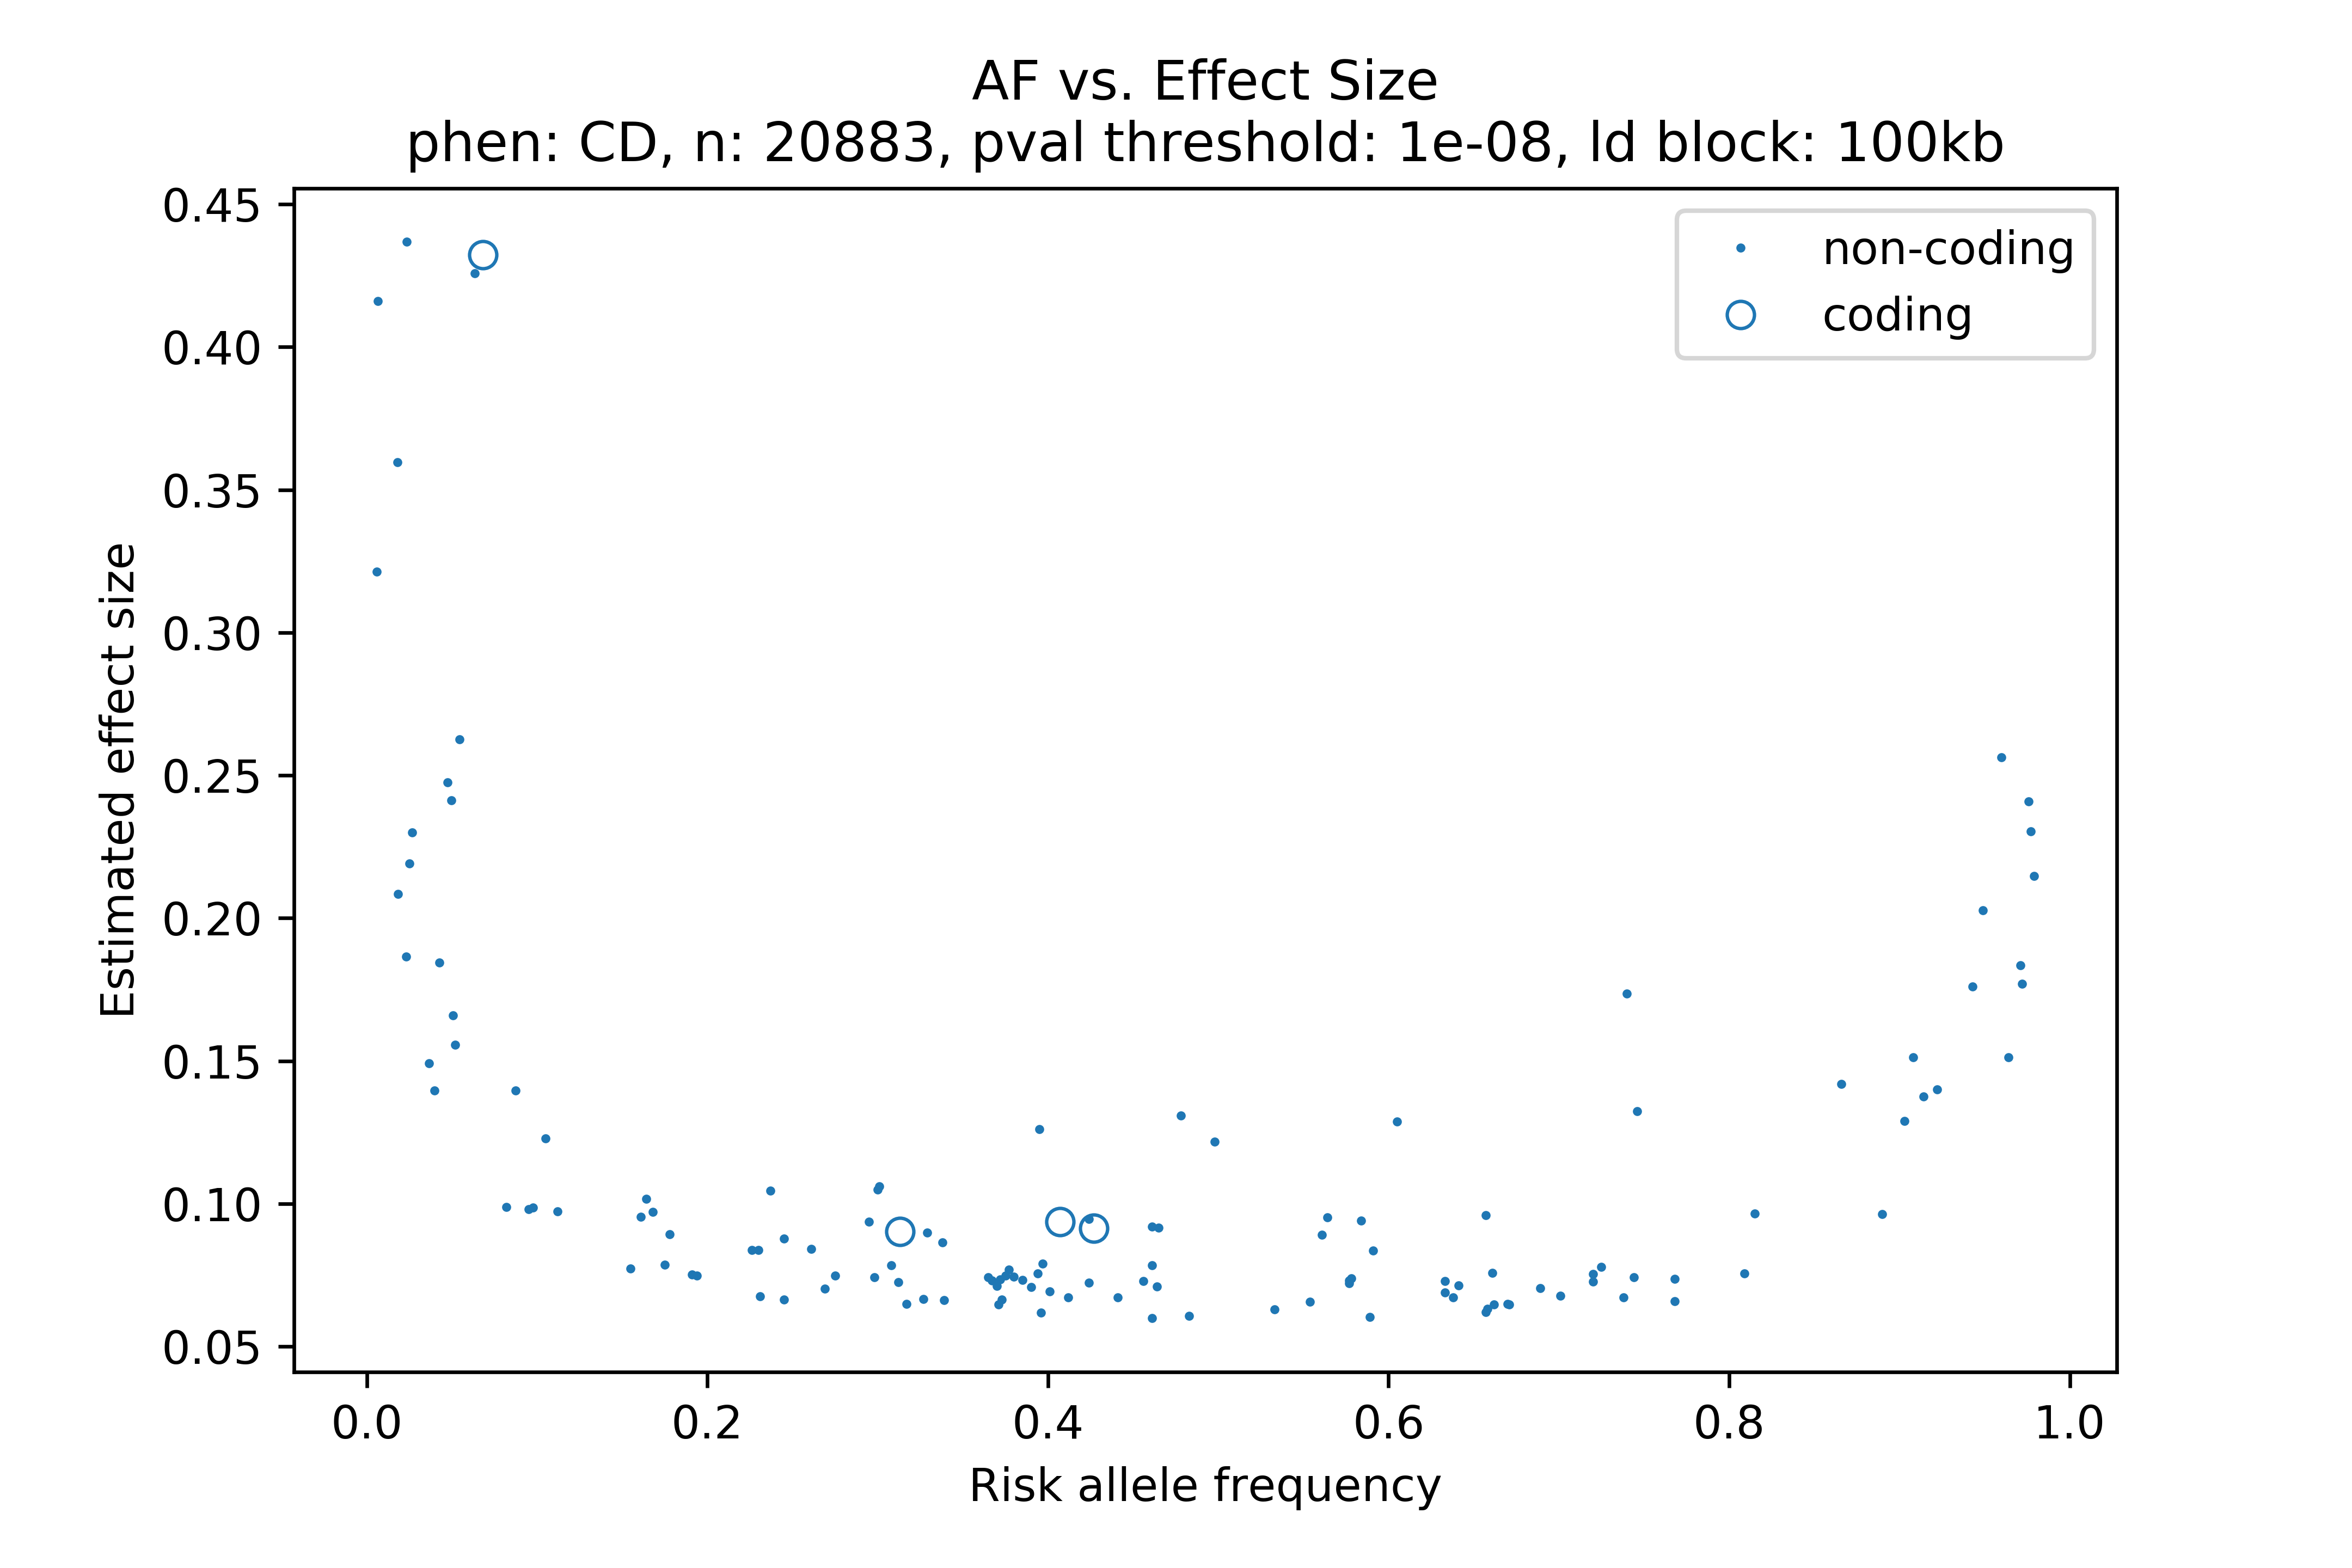 AF vs. Effect Size
phen: CD, n: 20883, pval threshold: 1e-08, ld block: 100kb
non-coding
coding
0.45
0.40
0.35
0.30
0.25
0.20
0.15
0.10
0.05
Estimated effect size
0.0 0.2 0.4 0.6 0.8 1.0
Risk allele frequency